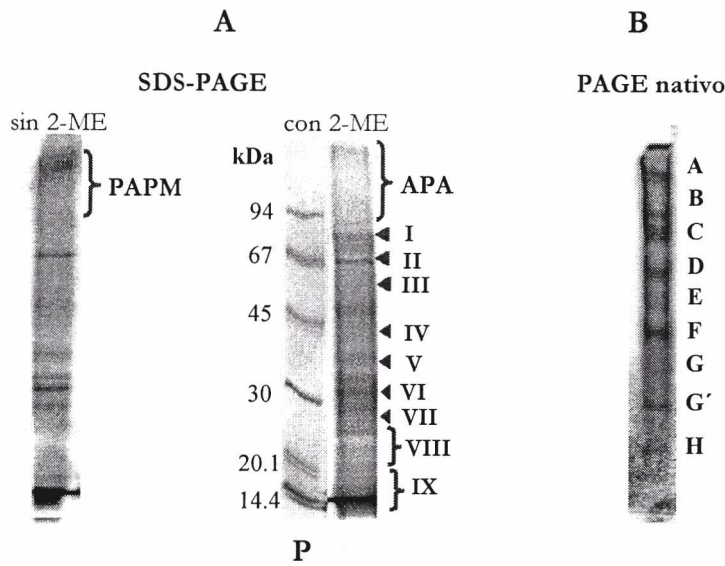 A
B
SDS-PAGE
PAGE nativo
sin 2-ME
con 2-ME
kDa
PAPM
APA
94
67
45
30
20.1
14.4
I
II
III
IV
V
VI
VII
VIII
IX
A
B
C
D
E
F
G
G´
H
P